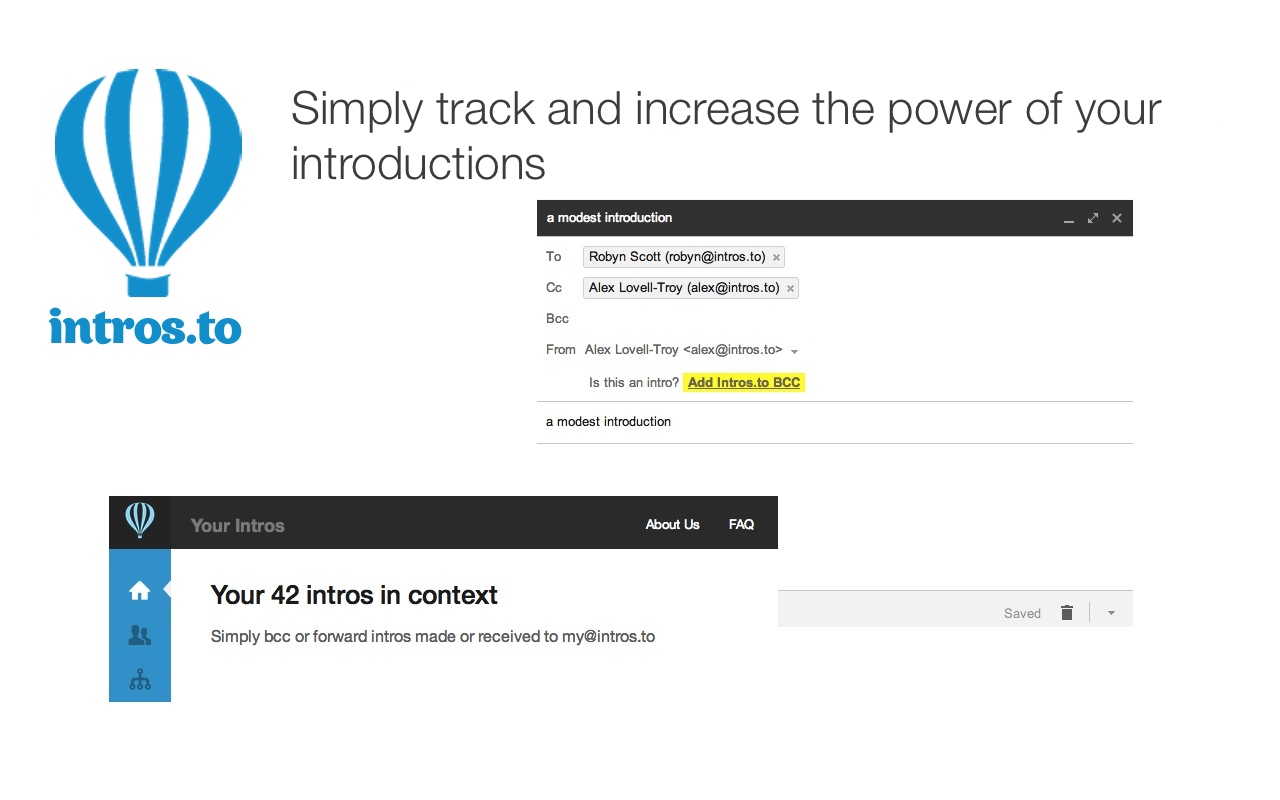 Simply track and increase the power of your
introductions
intros.to
a modest introduction
To Robyn Scott (robyn@intros.to) ×
Cc Alex Lovell-Troy (alex@intros.to) ×
Bcc
From Alex Lovell-Troy <alex@intros.to>
Is this an intro? Add Intros.to BCC
a modest introduction
Your Intros About Us FAQ
Your 42 intros in context
Simply bcc or forward intros made or received to my@intros.to
Saved